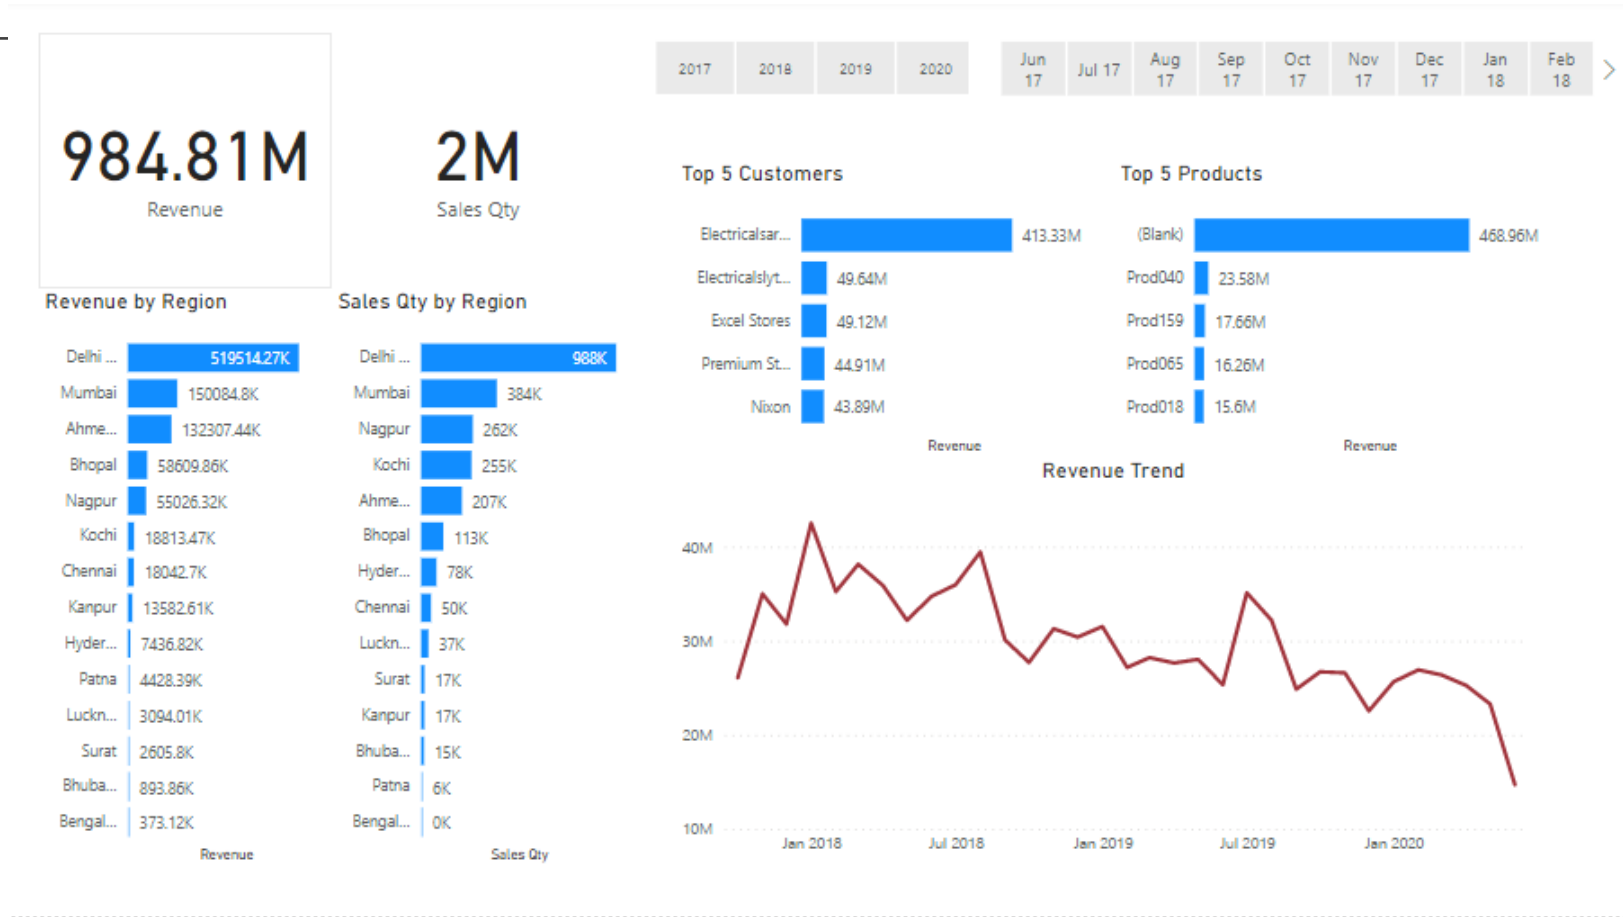 2017 2018 2019 2020
Jun 17 Jul 17 Aug 17 Sep 17 Oct 17 Nov 17 Dec 17 Jan 18 Feb 18
984.81M
Revenue
2M
Sales Qty
Revenue by Region
Delhi ... 519514.27K
Mumbai 150084.8K
Ahme... 132307.44K
Bhopal 58609.86K
Nagpur 55026.32K
Kochi 18813.47K
Chennai 18042.7K
Kanpur 13582.61K
Hyder... 7436.82K
Patna 4428.39K
Luckn... 3094.01K
Surat 2605.8K
Bhuba... 893.86K
Bengal... 373.12K
Revenue
Sales Qty by Region
Delhi ... 988K
Mumbai 384K
Nagpur 262K
Kochi 255K
Ahme... 207K
Bhopal 113K
Hyder... 78K
Chennai 50K
Luckn... 37K
Surat 17K
Kanpur 17K
Bhuba... 15K
Patna 6K
Bengal... 0K
Sales Qty
Top 5 Customers
Electricalsar... 413.33M
Electricalslyt... 49.64M
Excel Stores 49.12M
Premium St... 44.91M
Nixon 43.89M
Revenue
Top 5 Products
(Blank) 468.96M
Prod040 23.58M
Prod159 17.66M
Prod065 16.26M
Prod018 15.6M
Revenue
Revenue Trend
40M
30M
20M
10M
Jan 2018 Jul 2018 Jan 2019 Jul 2019 Jan 2020